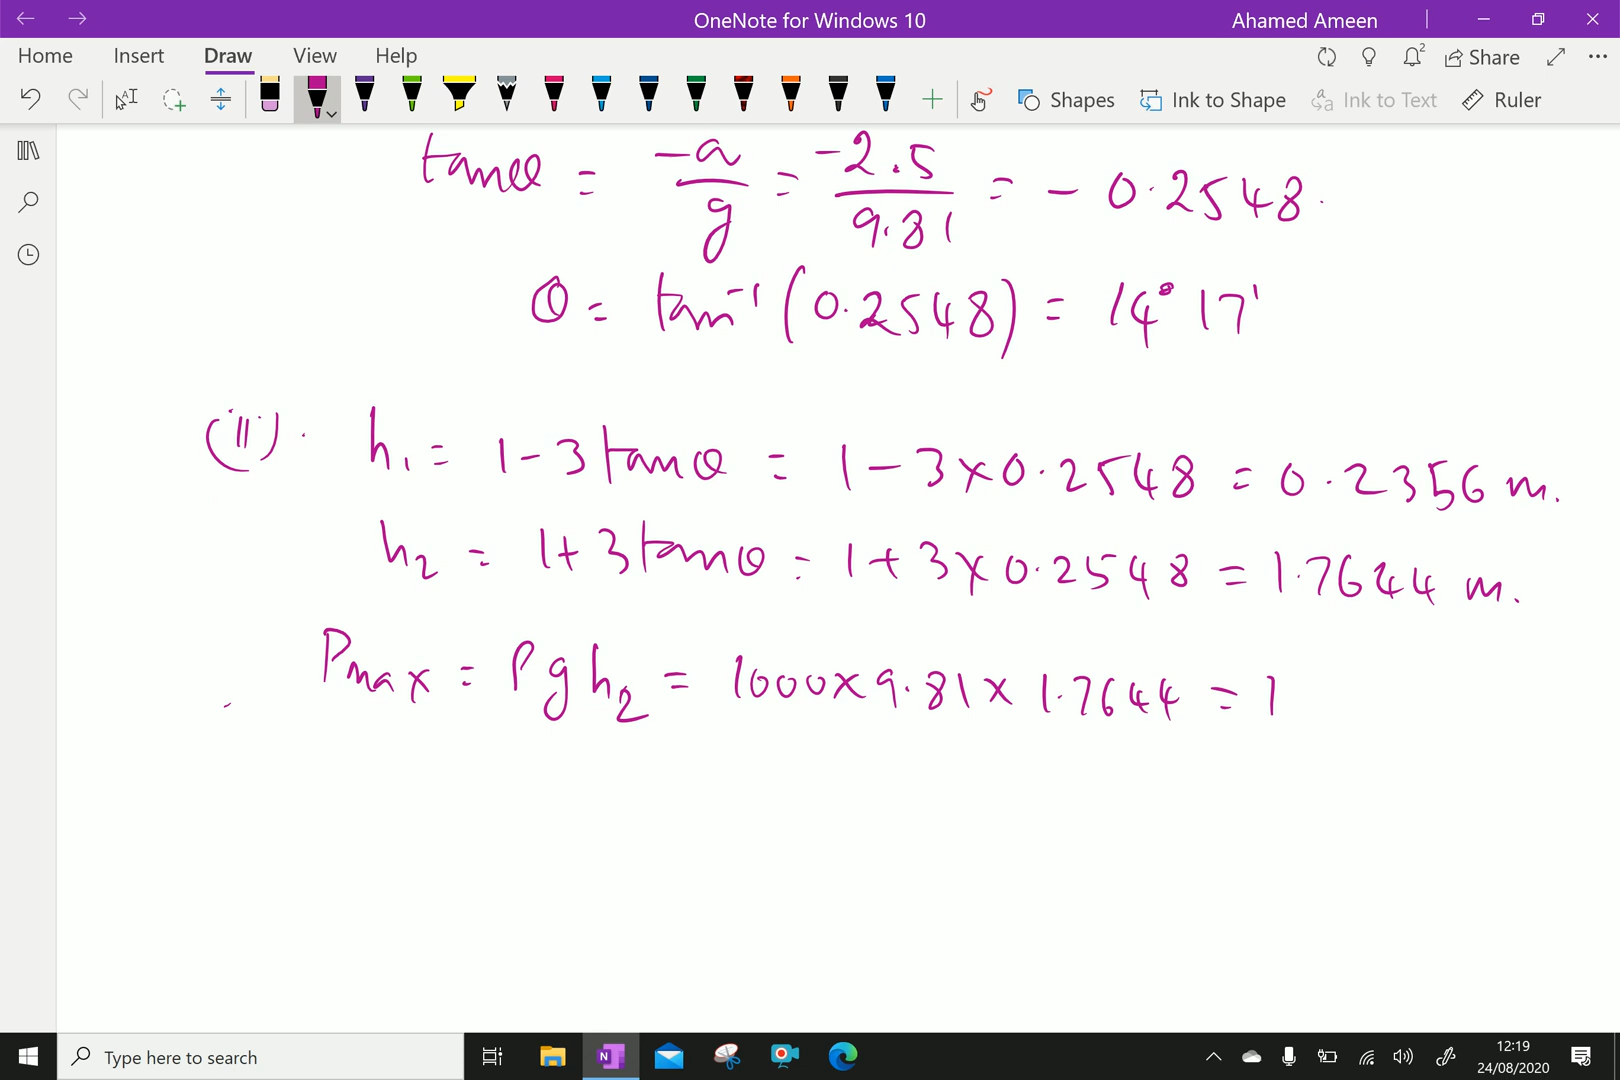 OneNote for Windows 10
Ahamed Ameen
Home Insert Draw View Help
2 Share
Shapes Ink to Shape Ink to Text Ruler
tanθ = -a/g = -2.5/9.81 = - 0.2548.
θ = tan⁻¹(0.2548) = 14° 17'
(ii). h₁ = 1-3tanθ = 1-3×0.2548 = 0.2356 m.
h₂ = 1+3tanθ = 1+3×0.2548 = 1.7644 m.
Pmax = ρgh₂ = 1000×9.81×1.7644 = 1
Type here to search
12:19
24/08/2020